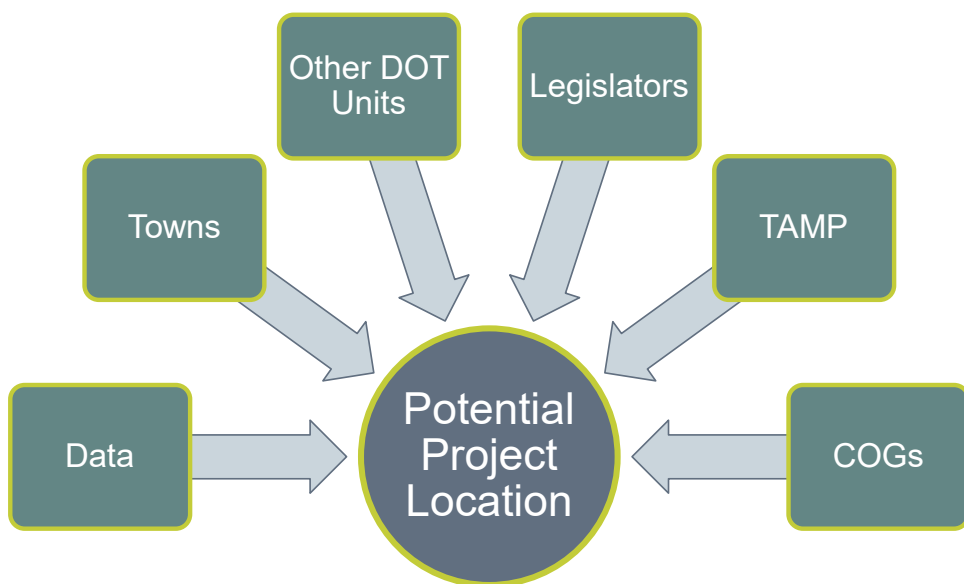 Other DOT
Units
Legislators
Towns
TAMP
Data
Potential
Project
Location
COGs